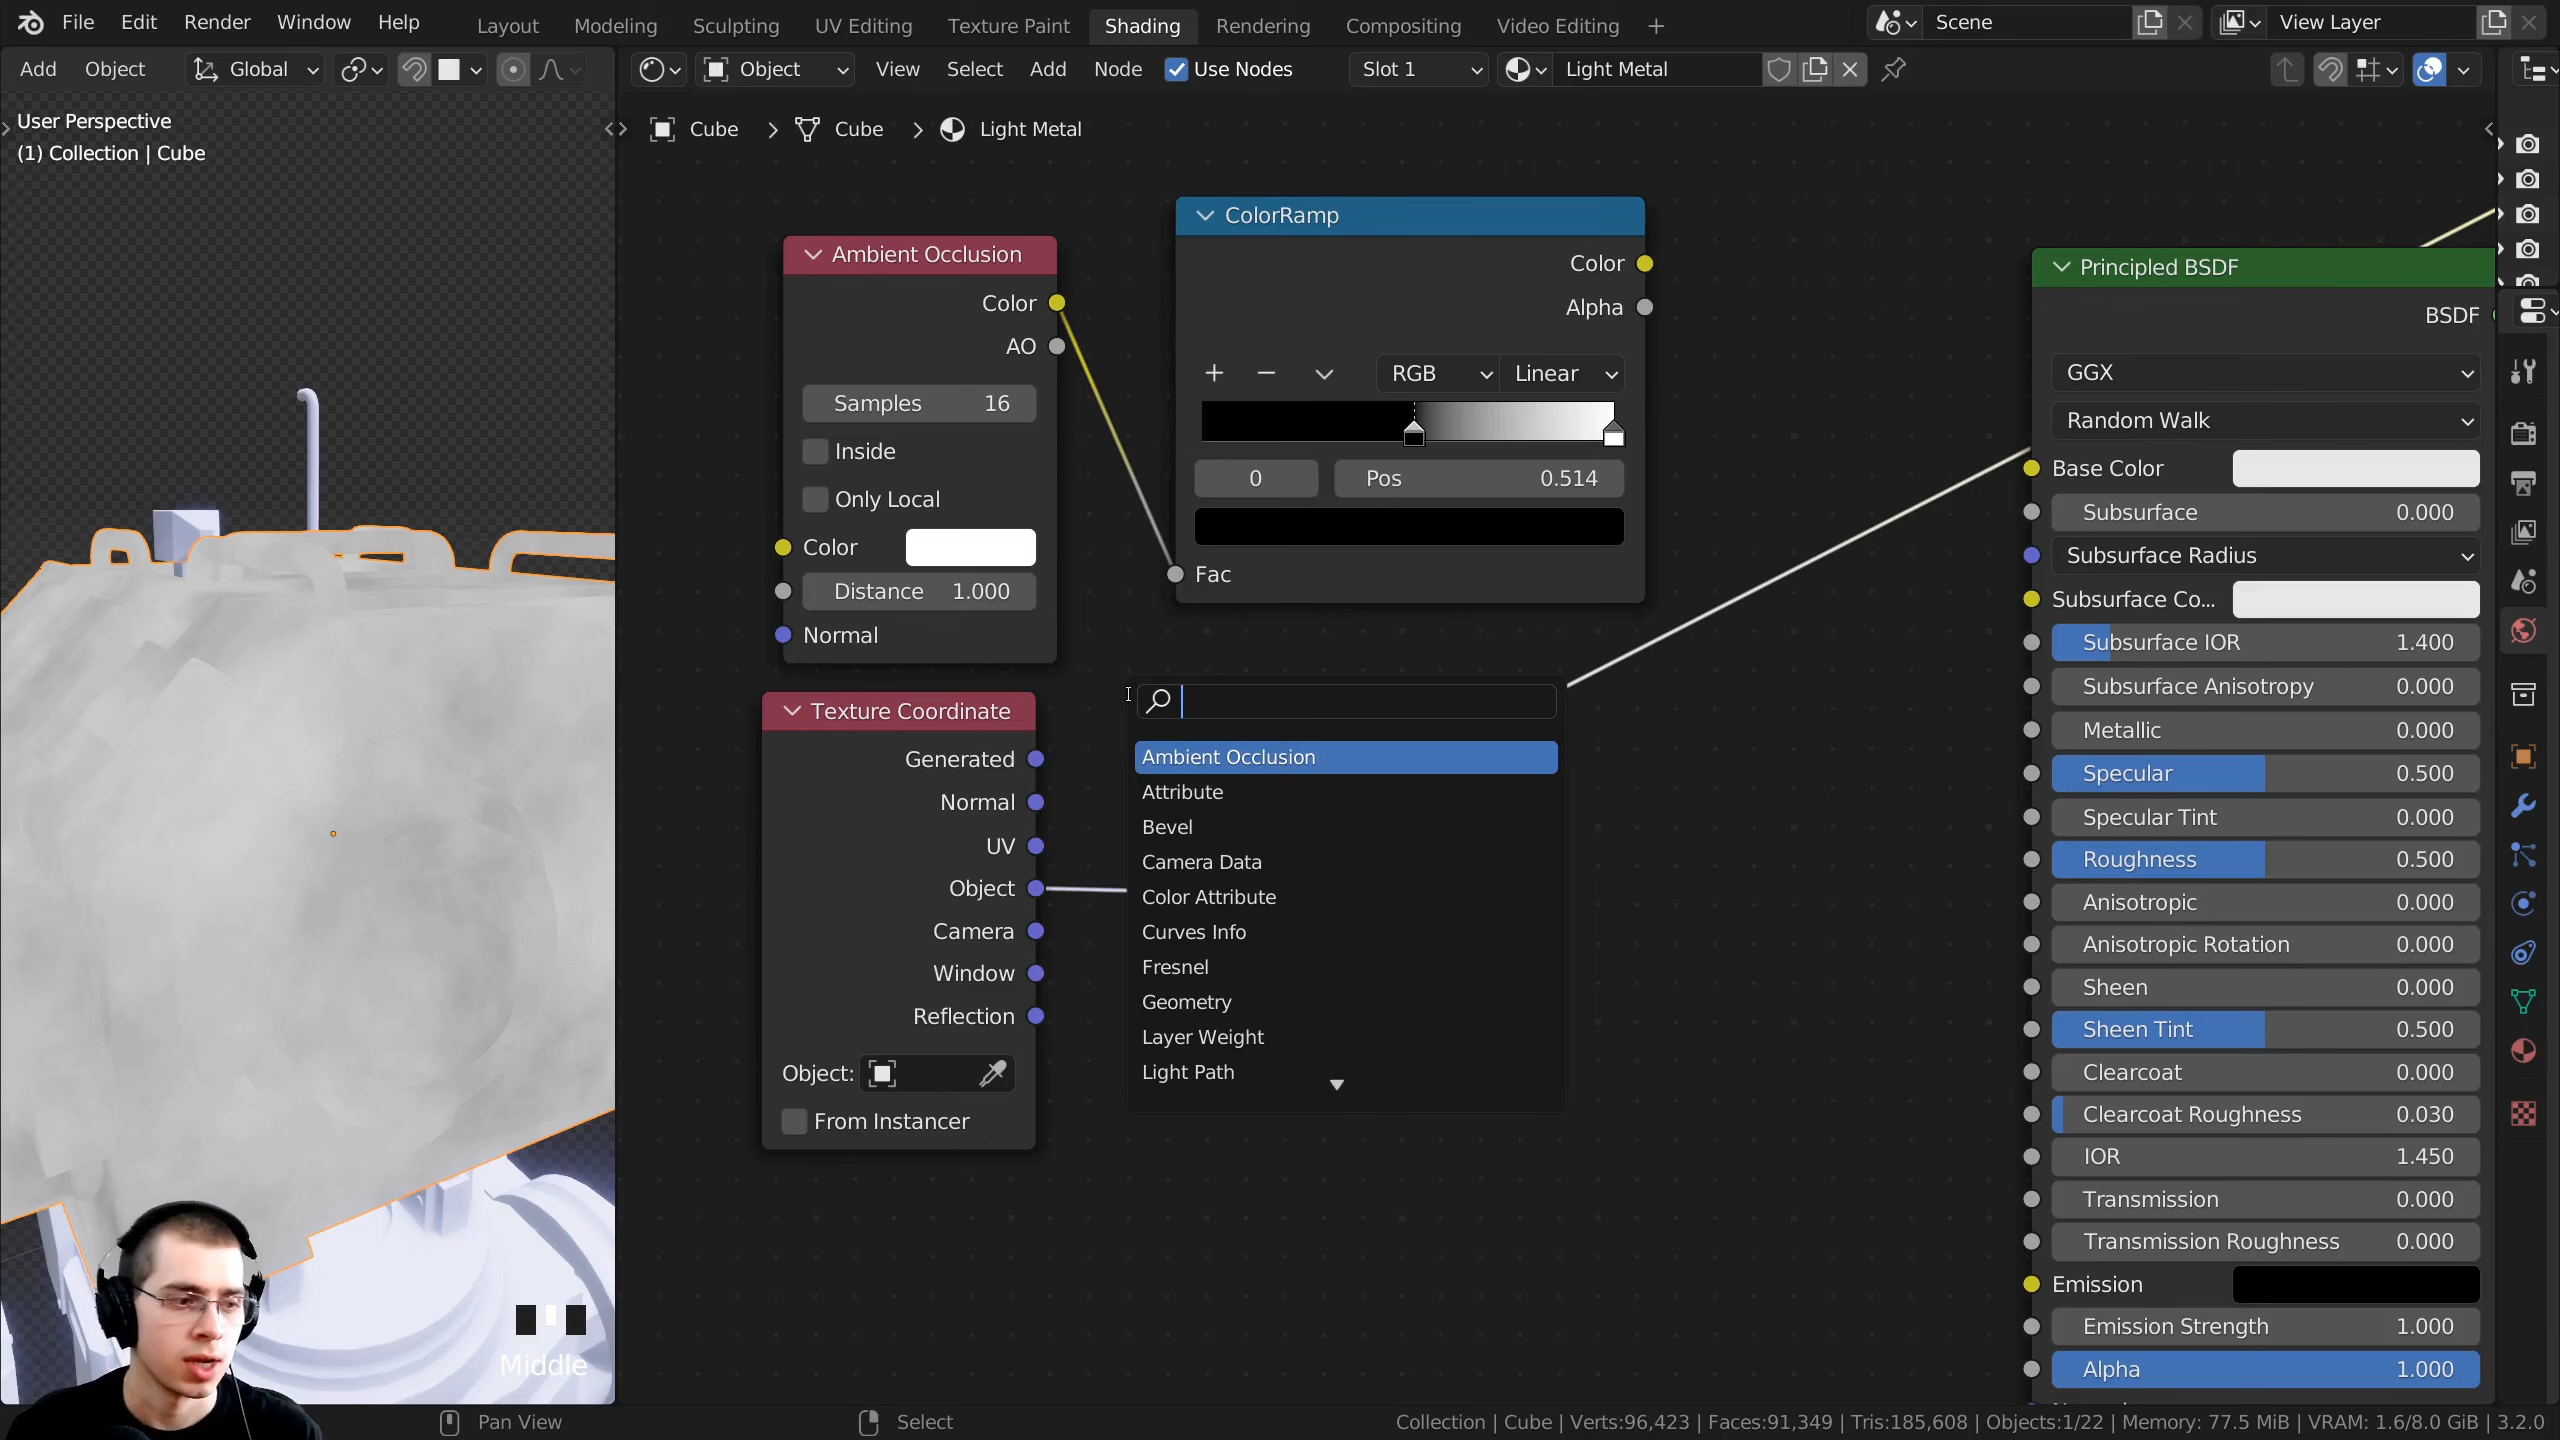 File Edit Render Window Help Layout Modeling Sculpting UV Editing Texture Paint Shading Rendering Compositing Video Editing + Scene View Layer
Add Object Global Object View Select Add Node Use Nodes Slot 1 Light Metal
User Perspective
(1) Collection | Cube
Cube > Cube > Light Metal
Ambient Occlusion
Color
AO
Samples 16
Inside
Only Local
Color
Distance 1.000
Normal
ColorRamp
Color
Alpha
RGB Linear
0 Pos 0.514
Fac
Texture Coordinate
Generated
Normal
UV
Object
Camera
Window
Reflection
Object:
From Instancer
Ambient Occlusion
Attribute
Bevel
Camera Data
Color Attribute
Curves Info
Fresnel
Geometry
Layer Weight
Light Path
Principled BSDF
BSDF
GGX
Random Walk
Base Color
Subsurface 0.000
Subsurface Radius
Subsurface Co...
Subsurface IOR 1.400
Subsurface Anisotropy 0.000
Metallic 0.000
Specular 0.500
Specular Tint 0.000
Roughness 0.500
Anisotropic 0.000
Anisotropic Rotation 0.000
Sheen 0.000
Sheen Tint 0.500
Clearcoat 0.000
Clearcoat Roughness 0.030
IOR 1.450
Transmission 0.000
Transmission Roughness 0.000
Emission
Emission Strength 1.000
Alpha 1.000
Middle
Pan View Select Collection | Cube | Verts:96,423 | Faces:91,349 | Tris:185,608 | Objects:1/22 | Memory: 77.5 MiB | VRAM: 1.6/8.0 GiB | 3.2.0